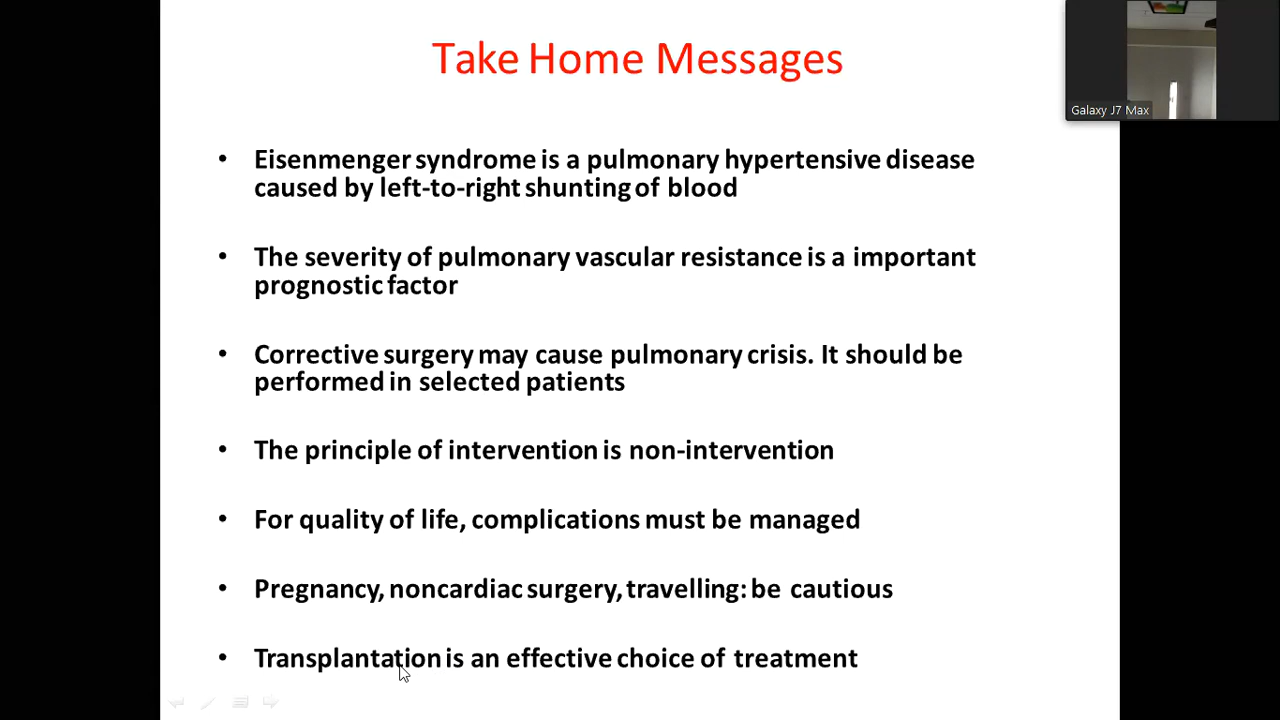 Take Home Messages
Galaxy J7 Max
• Eisenmenger syndrome is a pulmonary hypertensive disease
caused by left-to-right shunting of blood
• The severity of pulmonary vascular resistance is a important
prognostic factor
• Corrective surgery may cause pulmonary crisis. It should be
performed in selected patients
• The principle of intervention is non-intervention
• For quality of life, complications must be managed
• Pregnancy, noncardiac surgery, travelling: be cautious
• Transplantation is an effective choice of treatment